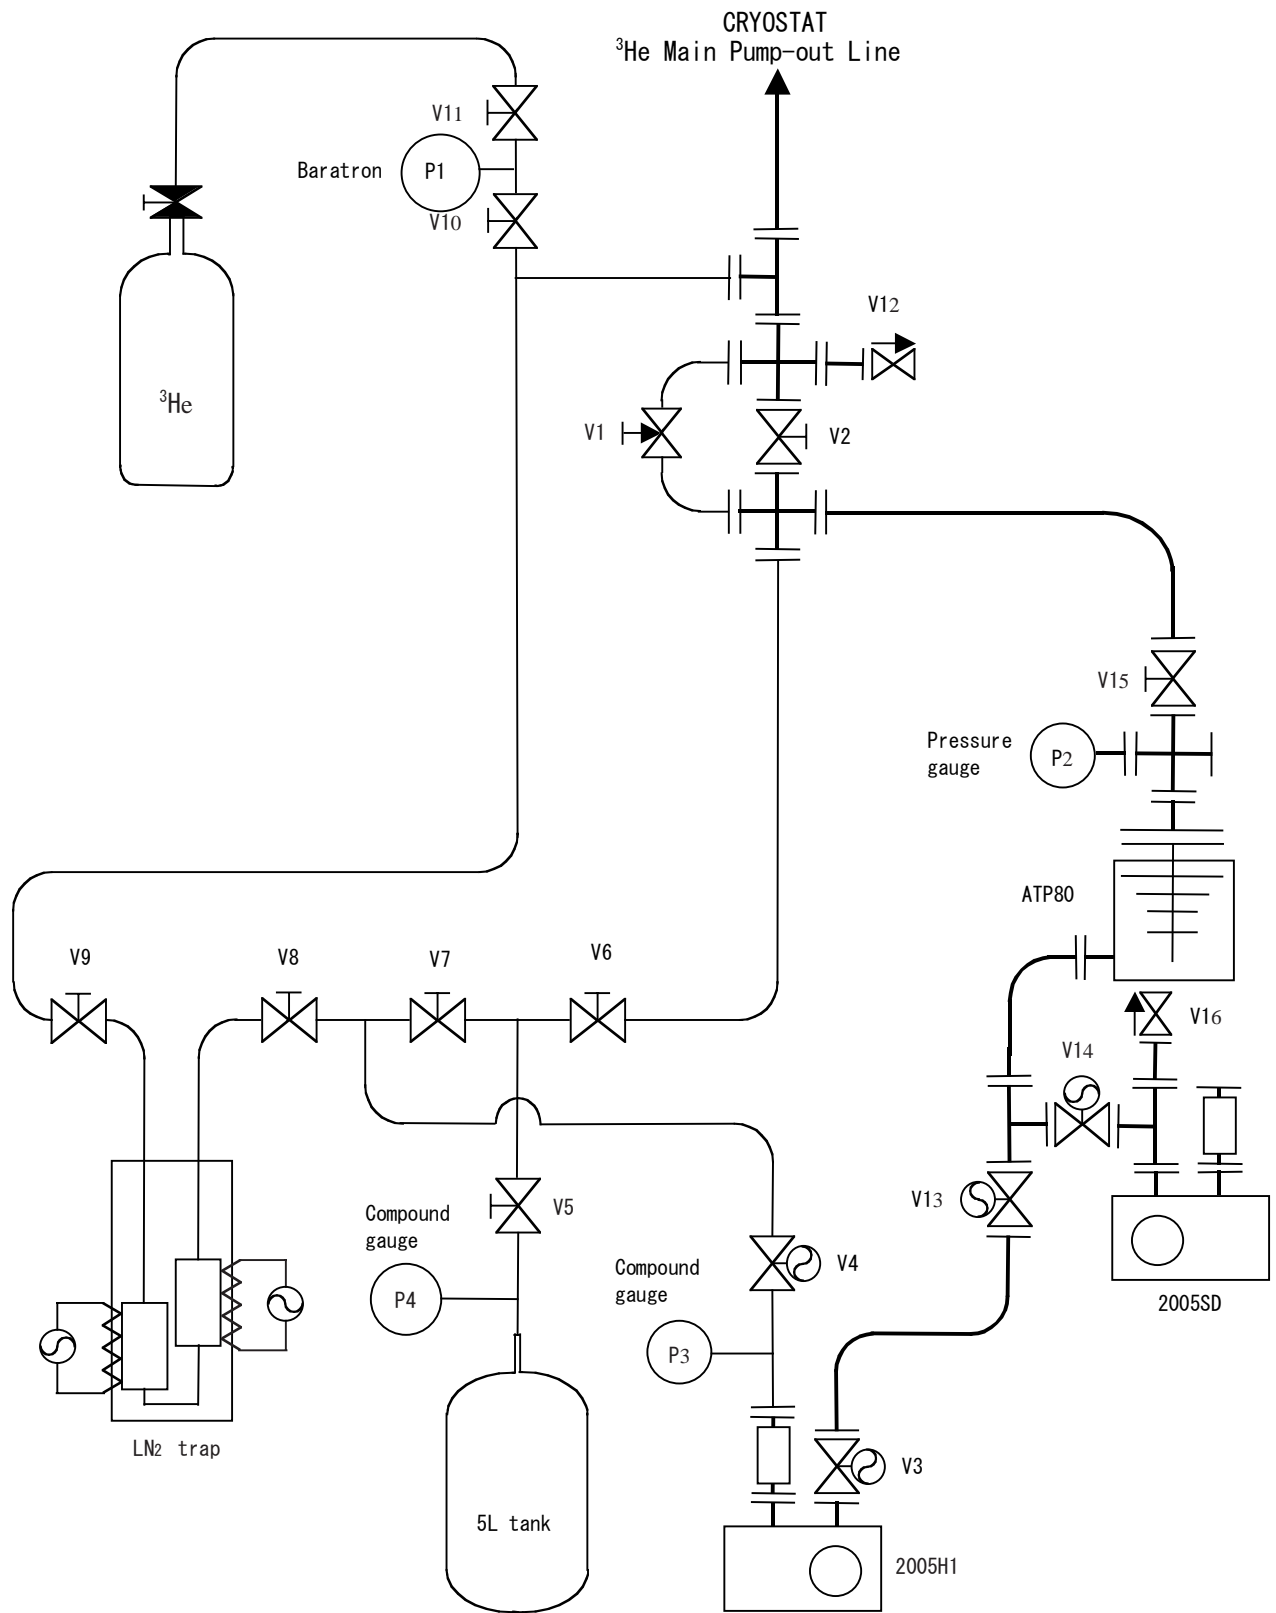 CRYOSTAT
³He Main Pump-out Line
V11
Baratron
P1
V10
V12
³He
V1
V2
V15
Pressure
gauge
P2
ATP80
V9
V8
V7
V6
V16
V14
V13
V5
Compound
gauge
P4
V4
Compound
gauge
P3
2005SD
LN₂ trap
V3
5L tank
2005H1